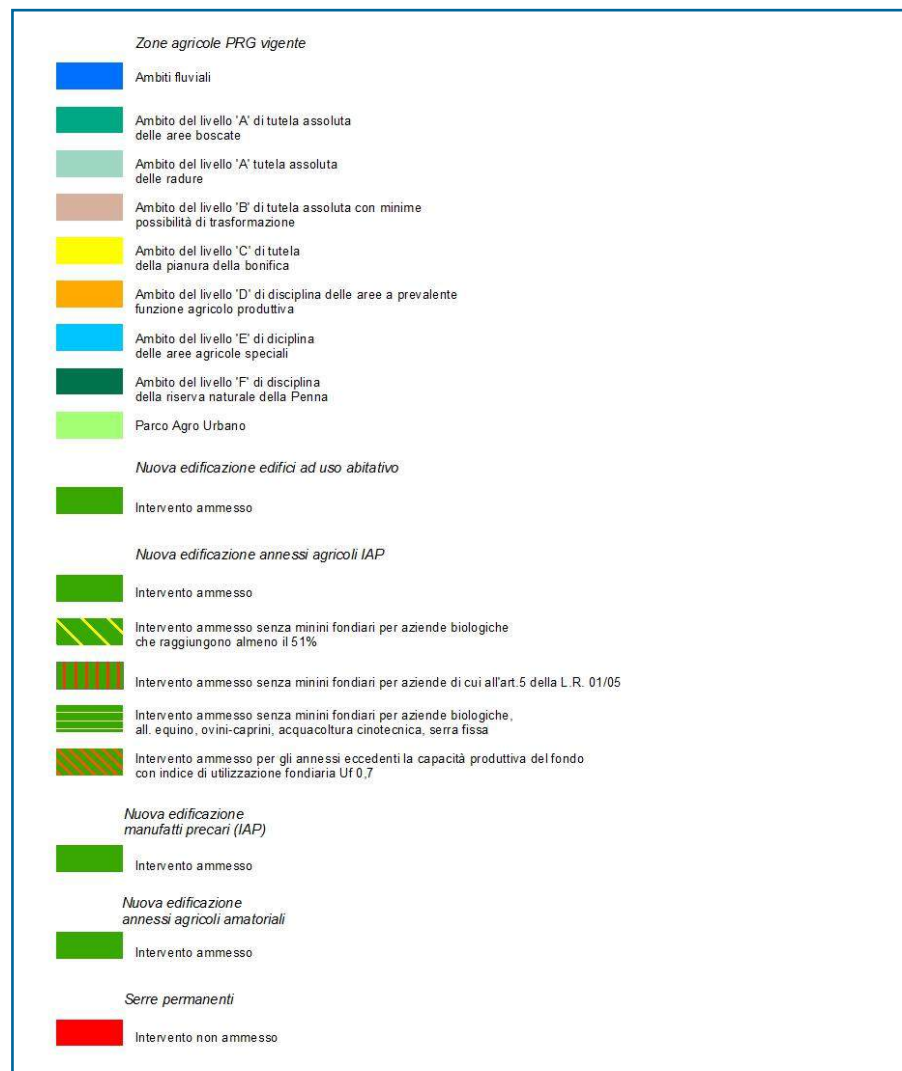 Zone agricole PRG vigente
Ambiti fluviali
Ambito del livello 'A' di tutela assoluta
delle aree boscate
Ambito del livello 'A' tutela assoluta
delle radure
Ambito del livello 'B' di tutela assoluta con minime
possibilità di trasformazione
Ambito del livello 'C' di tutela
della pianura della bonifica
Ambito del livello 'D' di disciplina delle aree a prevalente
funzione agricolo produttiva
Ambito del livello 'E' di diciplina
delle aree agricole speciali
Ambito del livello 'F' di disciplina
della riserva naturale della Penna
Parco Agro Urbano
Nuova edificazione edifici ad uso abitativo
Intervento ammesso
Nuova edificazione annessi agricoli IAP
Intervento ammesso
Intervento ammesso senza minini fondiari per aziende biologiche
che raggiungono almeno il 51%
Intervento ammesso senza minini fondiari per aziende di cui all'art.5 della L.R. 01/05
Intervento ammesso senza minini fondiari per aziende biologiche,
all. equino, ovini-caprini, acquacoltura cinotecnica, serra fissa
Intervento ammesso per gli annessi eccedenti la capacità produttiva del fondo
con indice di utilizzazione fondiaria Uf 0,7
Nuova edificazione
manufatti precari (IAP)
Intervento ammesso
Nuova edificazione
annessi agricoli amatoriali
Intervento ammesso
Serre permanenti
Intervento non ammesso